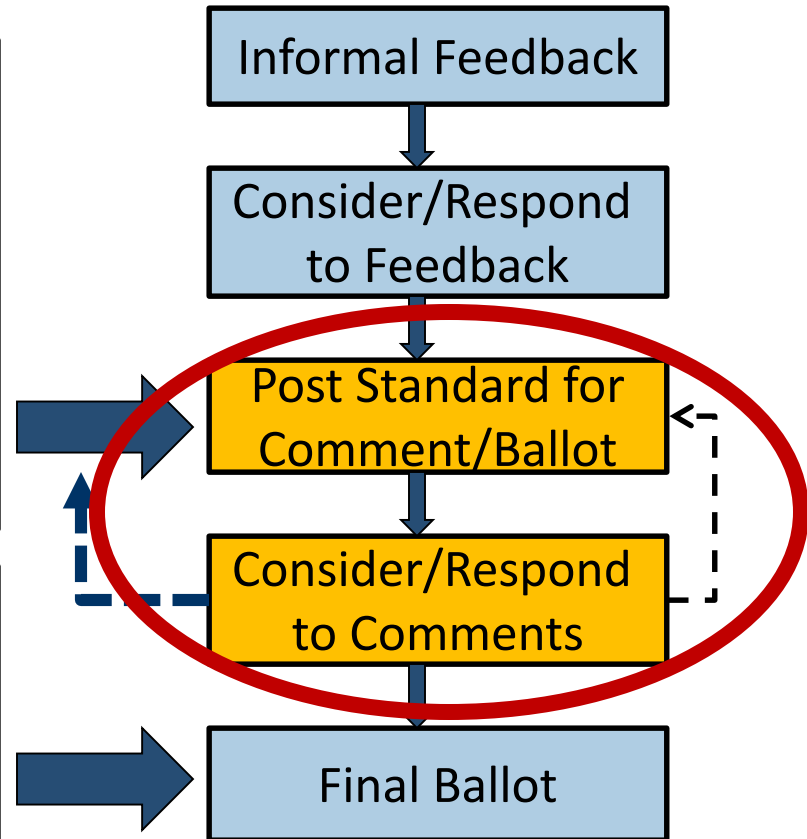 Informal Feedback
Consider/Respond
to Feedback
Post Standard for
Comment/Ballot
Consider/Respond
to Comments
Final Ballot